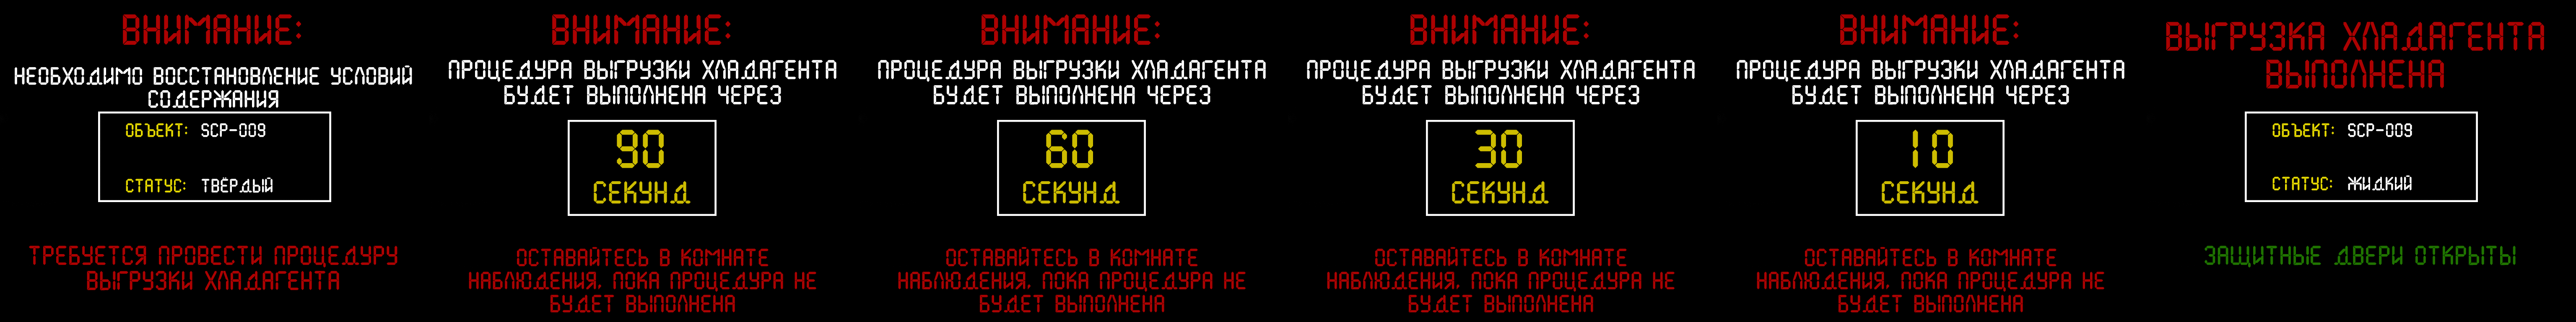 ВНИМАНИЕ:
НЕОБХОДИМО ВОССТАНОВЛЕНИЕ УСЛОВИЙ
СОДЕРЖАНИЯ
ОБЪЕКТ: SCP-009
СТАТУС: ТВЁРДЫЙ
ТРЕБУЕТСЯ ПРОВЕСТИ ПРОЦЕДУРУ
ВЫГРУЗКИ ХЛАДАГЕНТА
ВНИМАНИЕ:
ПРОЦЕДУРА ВЫГРУЗКИ ХЛАДАГЕНТА
БУДЕТ ВЫПОЛНЕНА ЧЕРЕЗ
90
СЕКУНД
ОСТАВАЙТЕСЬ В КОМНАТЕ
НАБЛЮДЕНИЯ, ПОКА ПРОЦЕДУРА НЕ
БУДЕТ ВЫПОЛНЕНА
ВНИМАНИЕ:
ПРОЦЕДУРА ВЫГРУЗКИ ХЛАДАГЕНТА
БУДЕТ ВЫПОЛНЕНА ЧЕРЕЗ
60
СЕКУНД
ОСТАВАЙТЕСЬ В КОМНАТЕ
НАБЛЮДЕНИЯ, ПОКА ПРОЦЕДУРА НЕ
БУДЕТ ВЫПОЛНЕНА
ВНИМАНИЕ:
ПРОЦЕДУРА ВЫГРУЗКИ ХЛАДАГЕНТА
БУДЕТ ВЫПОЛНЕНА ЧЕРЕЗ
30
СЕКУНД
ОСТАВАЙТЕСЬ В КОМНАТЕ
НАБЛЮДЕНИЯ, ПОКА ПРОЦЕДУРА НЕ
БУДЕТ ВЫПОЛНЕНА
ВНИМАНИЕ:
ПРОЦЕДУРА ВЫГРУЗКИ ХЛАДАГЕНТА
БУДЕТ ВЫПОЛНЕНА ЧЕРЕЗ
10
СЕКУНД
ОСТАВАЙТЕСЬ В КОМНАТЕ
НАБЛЮДЕНИЯ, ПОКА ПРОЦЕДУРА НЕ
БУДЕТ ВЫПОЛНЕНА
ВЫГРУЗКА ХЛАДАГЕНТА
ВЫПОЛНЕНА
ОБЪЕКТ: SCP-009
СТАТУС: ЖИДКИЙ
ЗАЩИТНЫЕ ДВЕРИ ОТКРЫТЫ